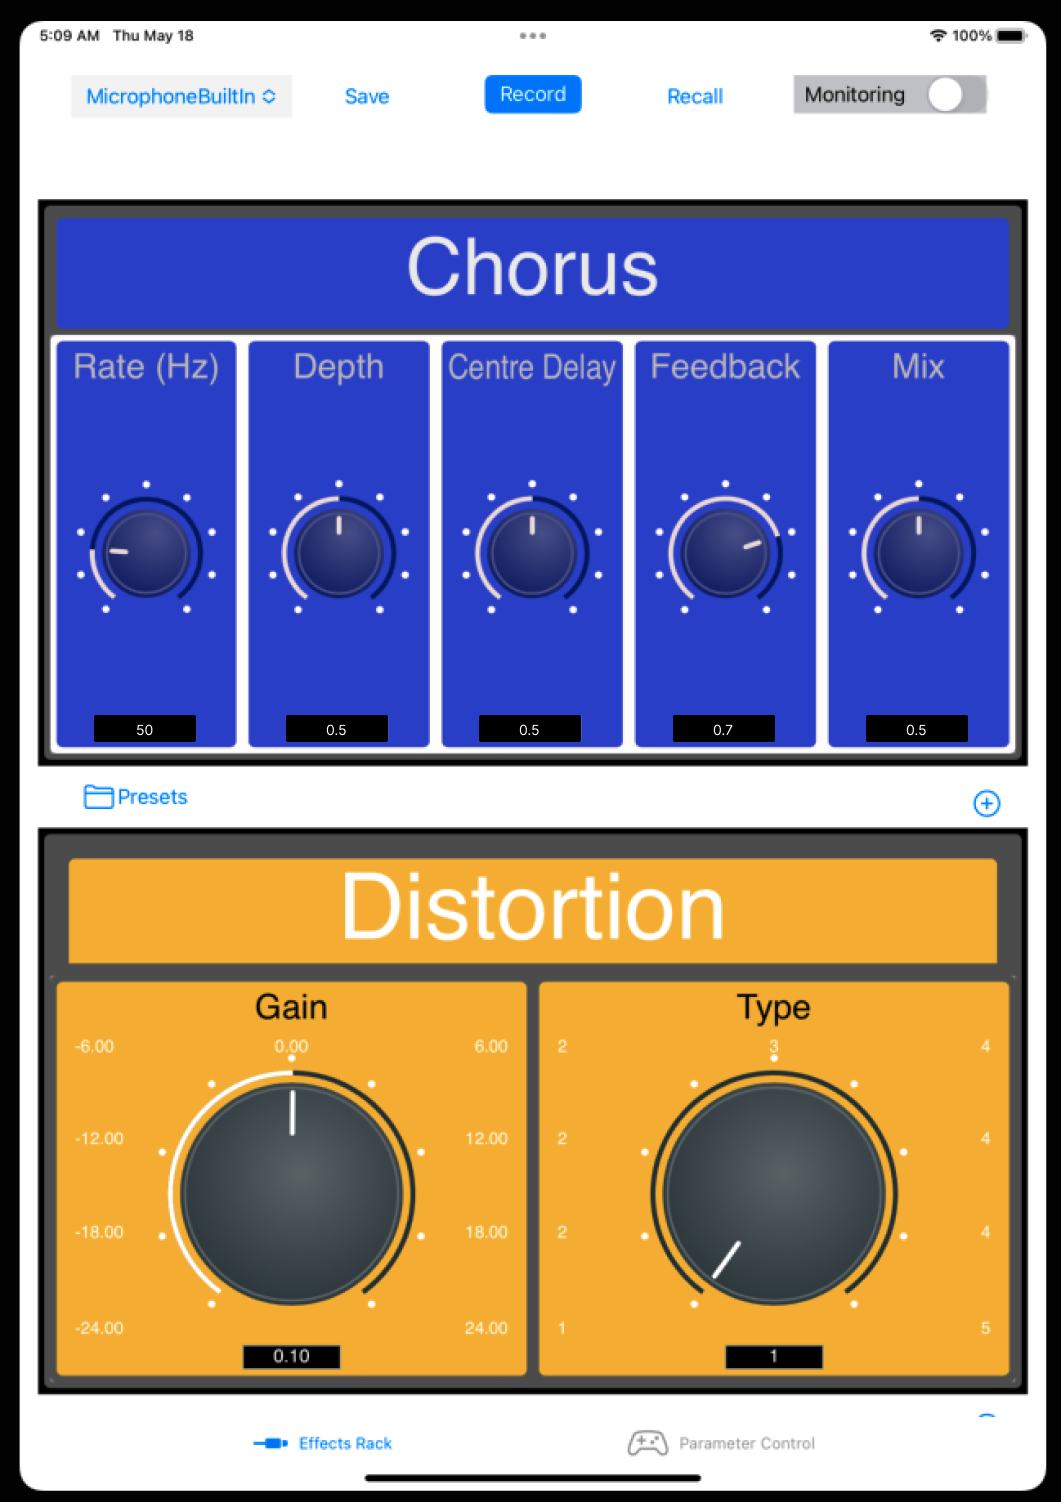 5:09 AM Thu May 18
100%
MicrophoneBuiltIn
Save
Record
Recall
Monitoring
Chorus
Rate (Hz)
Depth
Centre Delay
Feedback
Mix
50
0.5
0.5
0.7
0.5
Presets
Distortion
Gain
-6.00 0.00 6.00
-12.00 12.00
-18.00 18.00
-24.00 24.00
0.10
Type
2 3 4
2 4
2 4
1 5
1
Effects Rack
Parameter Control